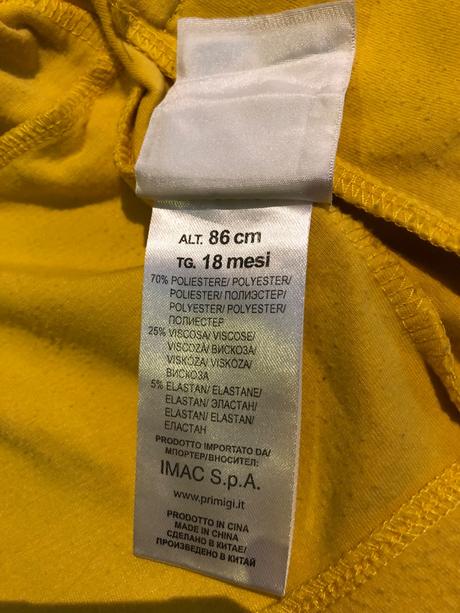 ALT. 86 cm
TG. 18 mesi
70% POLIESTERE/ POLYESTER/
POLIESTER/ ПОЛИЭСТЕР/
POLYESTER/ POLYESTER/
ПОЛИЕСТЕР
25% VISCOSA/ VISCOSE/
VISCOZĂ/ ВИСКОЗА/
VISKÓZA/ VISKÓZA/
ВИСКОЗА
5% ELASTAN/ ELASTANE/
ELASTAN/ ЭЛАСТАН/
ELASTAN/ ELASTAN/
ЕЛАСТАН
PRODOTTO IMPORTATO DA/
ИМПОРТЕР/ВНОСИТЕЛ:
IMAC S.p.A.
www.primigi.it
PRODOTTO IN CINA
MADE IN CHINA
СДЕЛАНО В КИТАЕ/
ПРОИЗВЕДЕНО В КИТАЙ